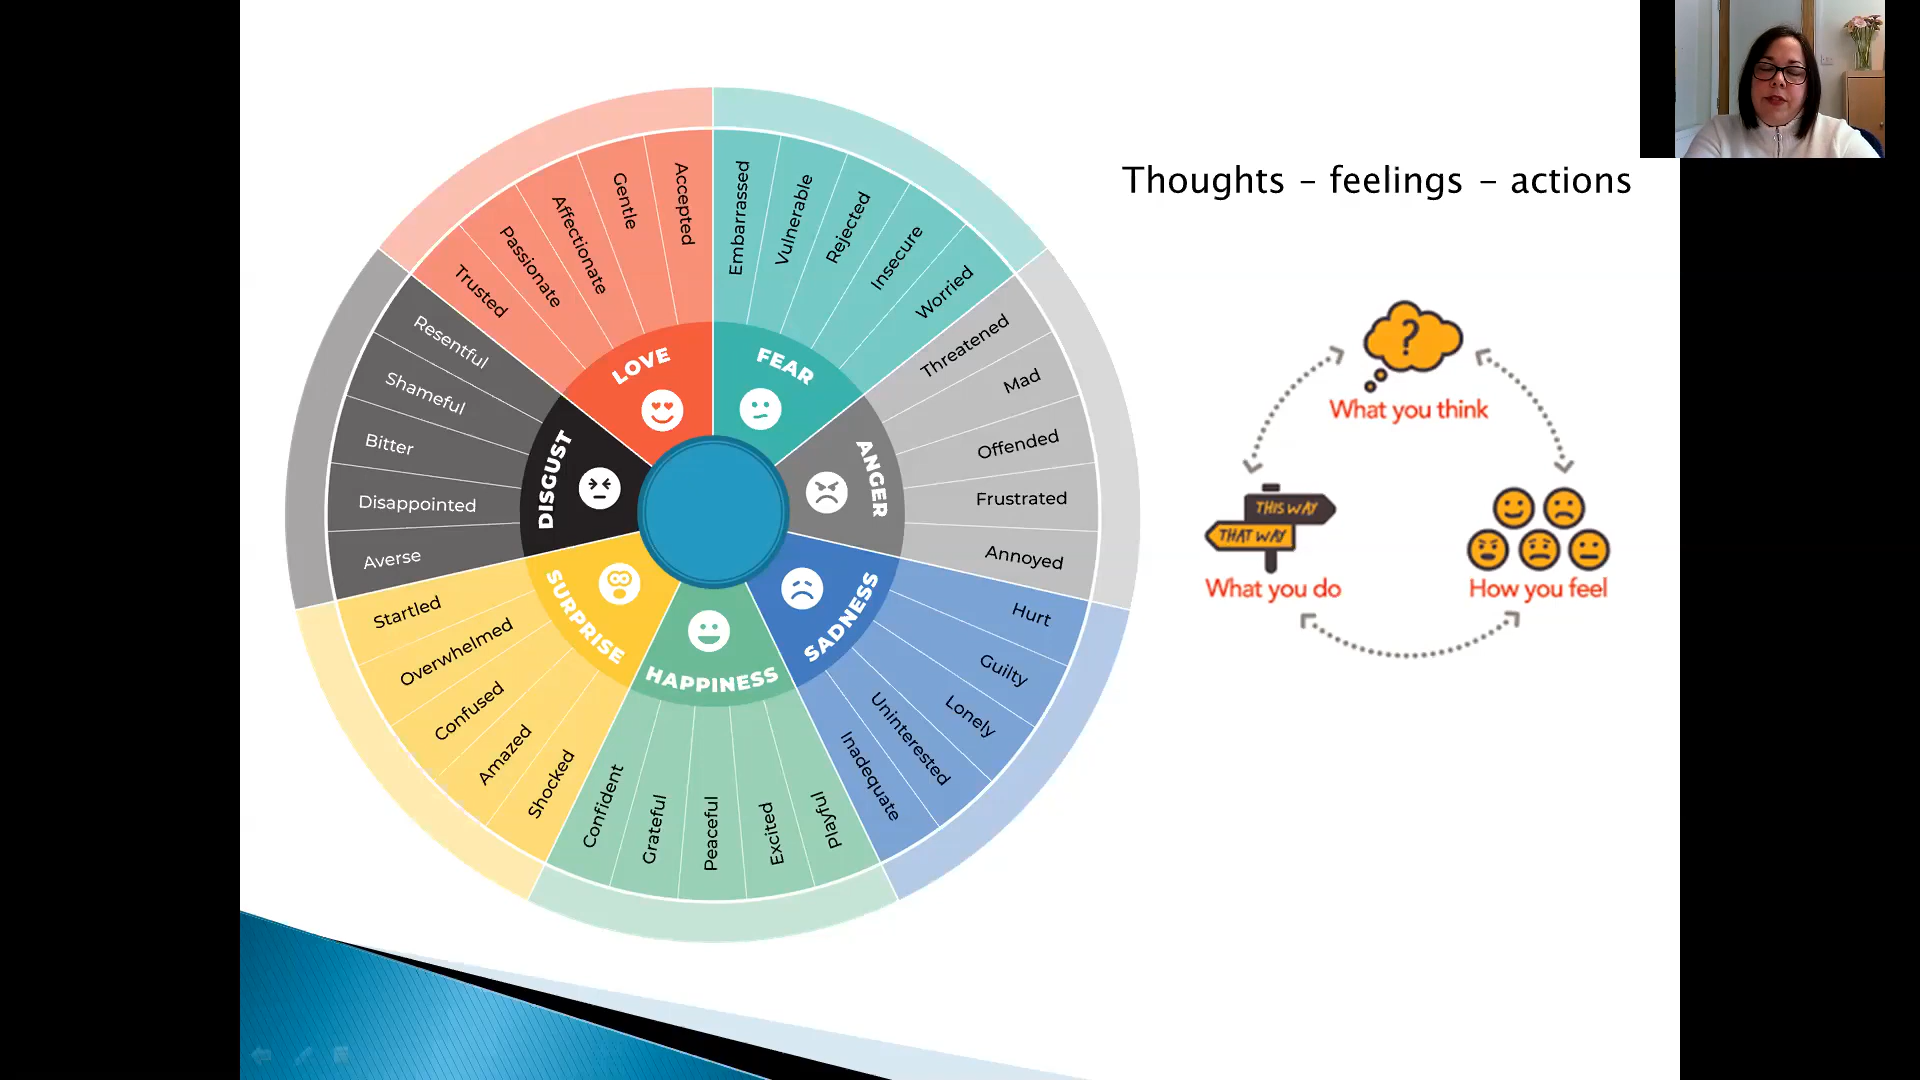 Thoughts – feelings – actions
LOVE
Trusted
Passionate
Affectionate
Gentle
Accepted
FEAR
Embarrassed
Vulnerable
Rejected
Insecure
Worried
ANGER
Threatened
Mad
Offended
Frustrated
Annoyed
SADNESS
Hurt
Guilty
Lonely
Uninterested
Inadequate
HAPPINESS
Playful
Excited
Peaceful
Grateful
Confident
SURPRISE
Shocked
Amazed
Confused
Overwhelmed
Startled
DISGUST
Averse
Disappointed
Bitter
Shameful
Resentful
?
What you think
THIS WAY
THAT WAY
What you do
How you feel